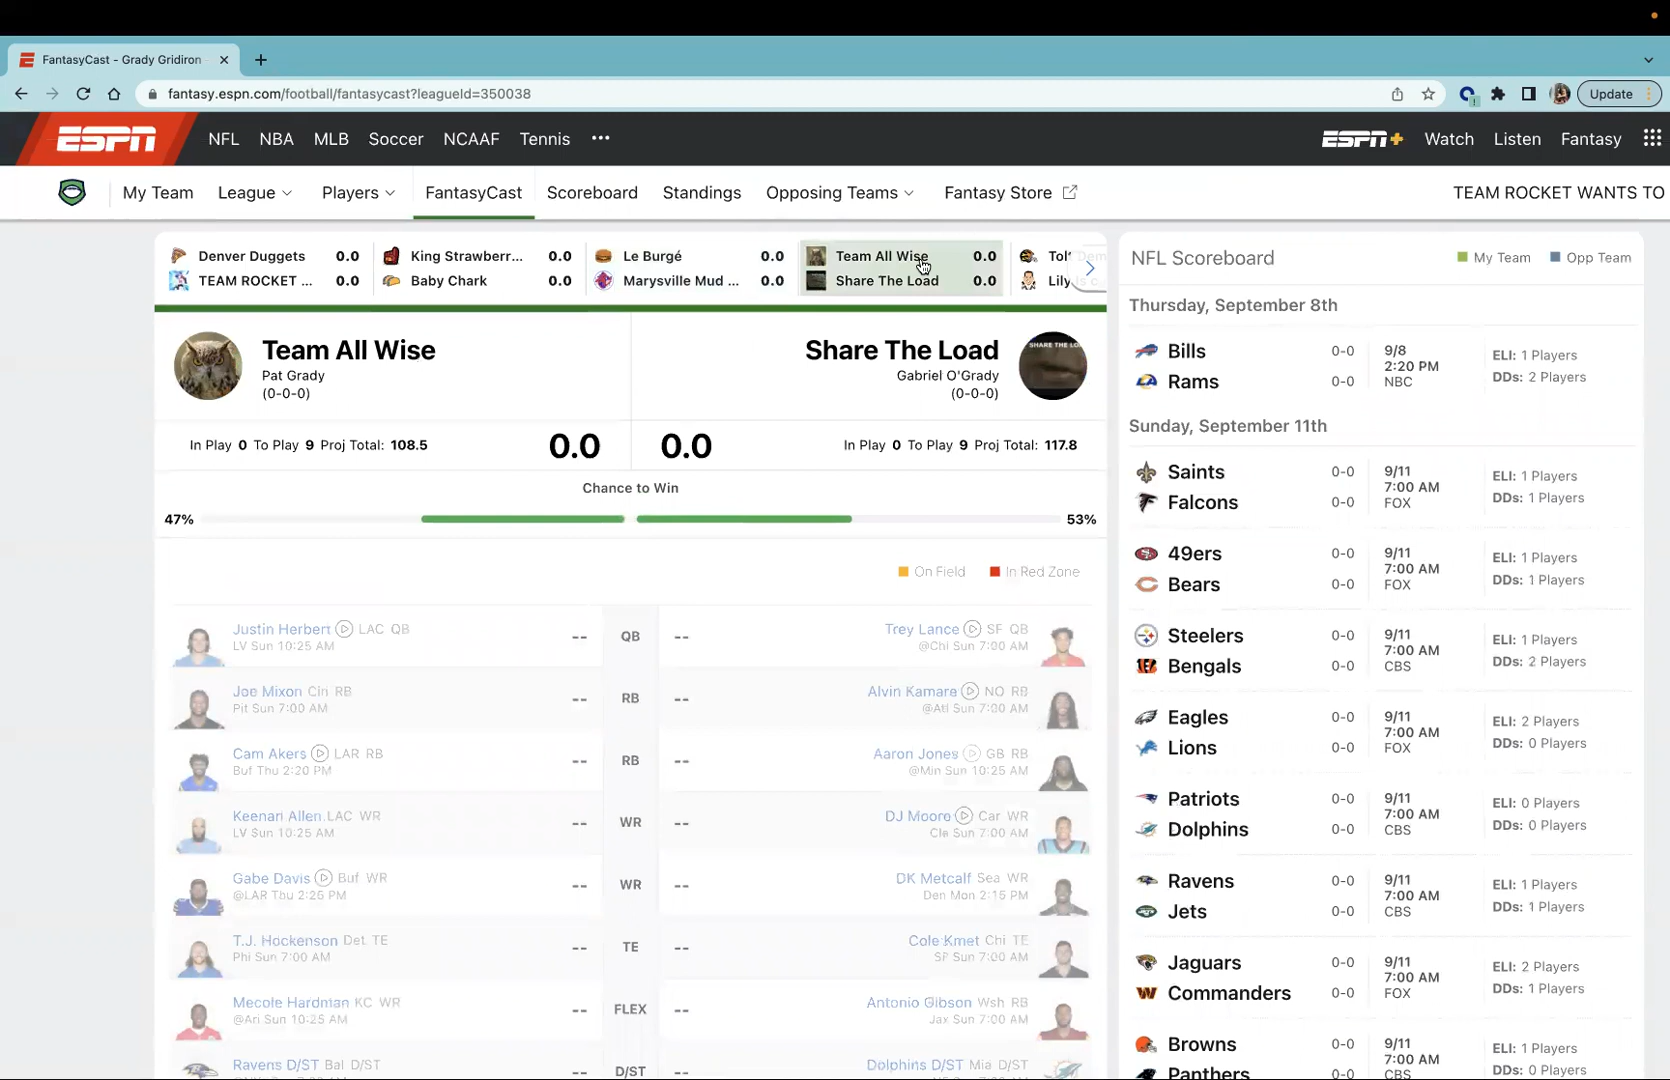 FantasyCast - Grady Gridiron
fantasy.espn.com/football/fantasycast?leagueId=350038
Update
ESPN
NFL NBA MLB Soccer NCAAF Tennis
ESPN+ Watch Listen Fantasy
My Team League Players FantasyCast Scoreboard Standings Opposing Teams Fantasy Store
TEAM ROCKET WANTS TO
Denver Duggets 0.0
TEAM ROCKET ... 0.0
King Strawberr... 0.0
Baby Chark 0.0
Le Burgé 0.0
Marysville Mud ... 0.0
Team All Wise 0.0
Share The Load 0.0
Team All Wise
Pat Grady
(0-0-0)
Share The Load
Gabriel O'Grady
(0-0-0)
In Play 0 To Play 9 Proj Total: 108.5 0.0
0.0 In Play 0 To Play 9 Proj Total: 117.8
Chance to Win
47% 53%
On Field In Red Zone
Justin Herbert LAC QB
LV Sun 10:25 AM
-- QB --
Trey Lance SF QB
@Chi Sun 7:00 AM
Joe Mixon Cin RB
Pit Sun 7:00 AM
-- RB --
Alvin Kamara NO RB
@Atl Sun 7:00 AM
Cam Akers LAR RB
Buf Thu 2:20 PM
-- RB --
Aaron Jones GB RB
@Min Sun 10:25 AM
Keenan Allen LAC WR
LV Sun 10:25 AM
-- WR --
DJ Moore Car WR
Cle Sun 7:00 AM
Gabe Davis Buf WR
@LAR Thu 2:25 PM
-- WR --
DK Metcalf Sea WR
Den Mon 2:15 PM
T.J. Hockenson Det TE
Phi Sun 7:00 AM
-- TE --
Cole Kmet Chi TE
SF Sun 7:00 AM
Mecole Hardman KC WR
@Ari Sun 10:25 AM
-- FLEX --
Antonio Gibson Wsh RB
Jax Sun 7:00 AM
Ravens D/ST Bal D/ST
-- D/ST --
Dolphins D/ST Mia D/ST
NFL Scoreboard My Team Opp Team
Thursday, September 8th
Bills 0-0
Rams 0-0
9/8
2:20 PM
NBC
ELI: 1 Players
DDs: 2 Players
Sunday, September 11th
Saints 0-0
Falcons 0-0
9/11
7:00 AM
FOX
ELI: 1 Players
DDs: 1 Players
49ers 0-0
Bears 0-0
9/11
7:00 AM
FOX
ELI: 1 Players
DDs: 1 Players
Steelers 0-0
Bengals 0-0
9/11
7:00 AM
CBS
ELI: 1 Players
DDs: 2 Players
Eagles 0-0
Lions 0-0
9/11
7:00 AM
FOX
ELI: 2 Players
DDs: 0 Players
Patriots 0-0
Dolphins 0-0
9/11
7:00 AM
CBS
ELI: 0 Players
DDs: 0 Players
Ravens 0-0
Jets 0-0
9/11
7:00 AM
CBS
ELI: 1 Players
DDs: 1 Players
Jaguars 0-0
Commanders 0-0
9/11
7:00 AM
FOX
ELI: 2 Players
DDs: 1 Players
Browns 0-0
Panthers 0-0
9/11
7:00 AM
CBS
ELI: 1 Players
DDs: 0 Players